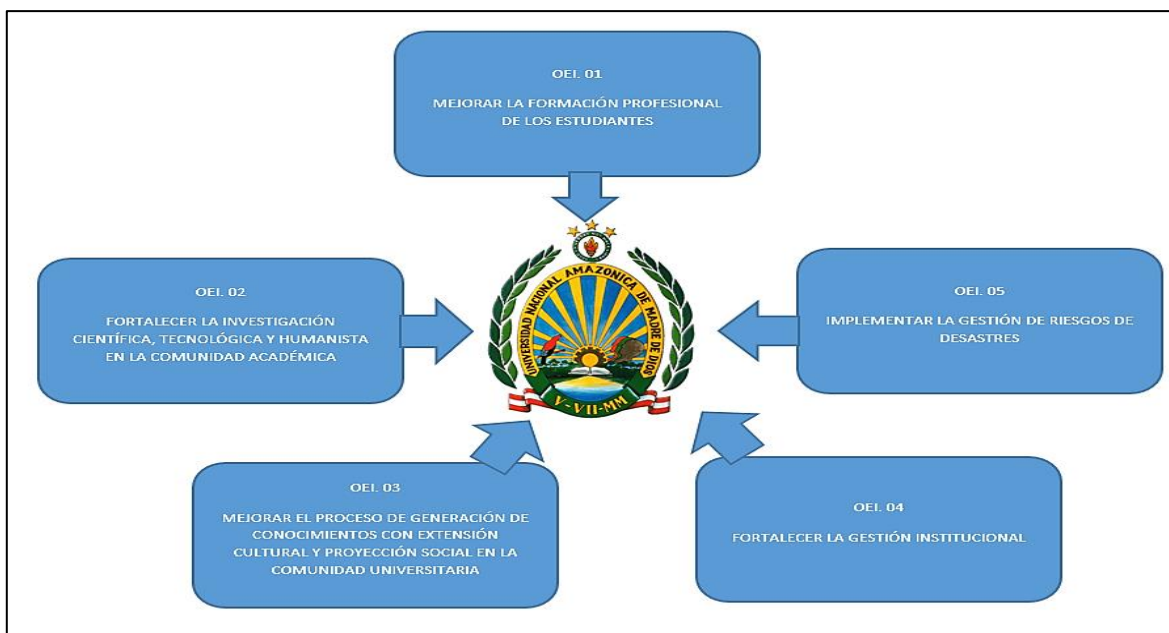 OEI. 01
MEJORAR LA FORMACIÓN PROFESIONAL
DE LOS ESTUDIANTES
UNIVERSIDAD NACIONAL AMAZONICA DE MADRE DE DIOS
V-VII-MM
OEI. 02
FORTALECER LA INVESTIGACIÓN
CIENTÍFICA, TECNOLÓGICA Y HUMANISTA
EN LA COMUNIDAD ACADÉMICA
OEI. 05
IMPLEMENTAR LA GESTIÓN DE RIESGOS DE
DESASTRES
OEI. 03
MEJORAR EL PROCESO DE GENERACIÓN DE
CONOCIMIENTOS CON EXTENSIÓN
CULTURAL Y PROYECCIÓN SOCIAL EN LA
COMUNIDAD UNIVERSITARIA
OEI. 04
FORTALECER LA GESTIÓN INSTITUCIONAL